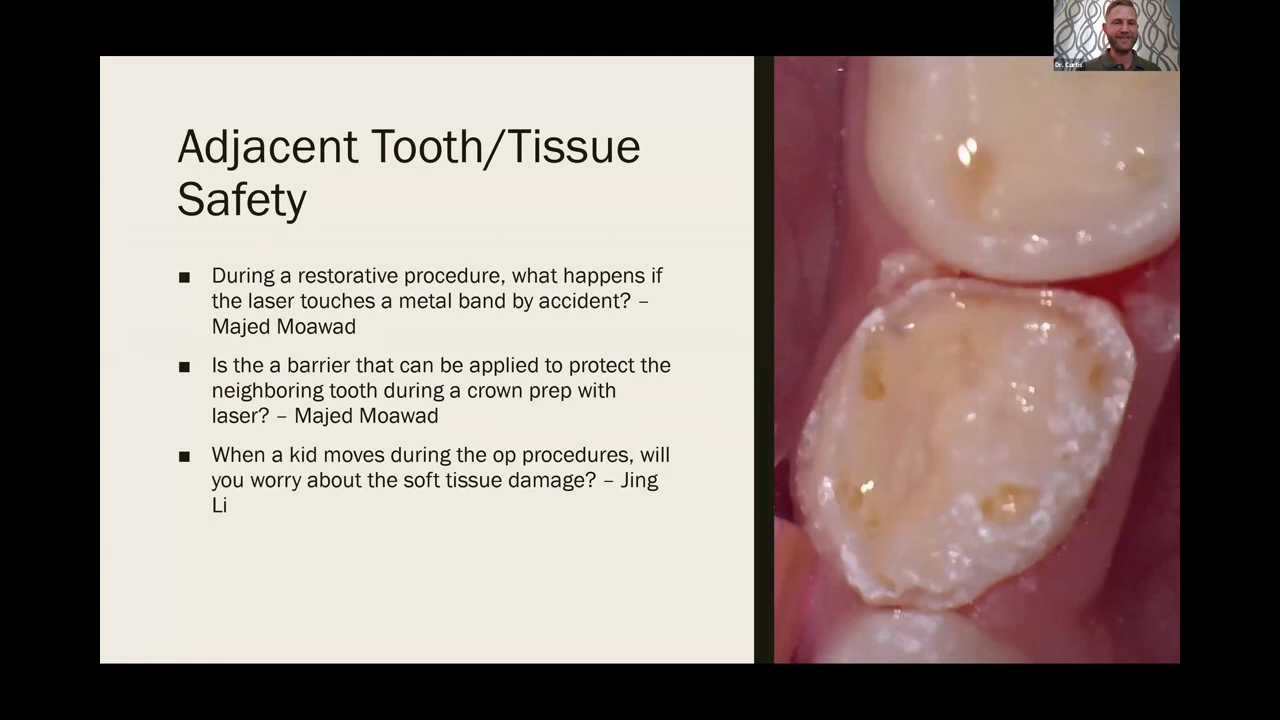 Dr. Curtis
Adjacent Tooth/Tissue
Safety
■ During a restorative procedure, what happens if
the laser touches a metal band by accident? –
Majed Moawad
■ Is the a barrier that can be applied to protect the
neighboring tooth during a crown prep with
laser? – Majed Moawad
■ When a kid moves during the op procedures, will
you worry about the soft tissue damage? – Jing
Li